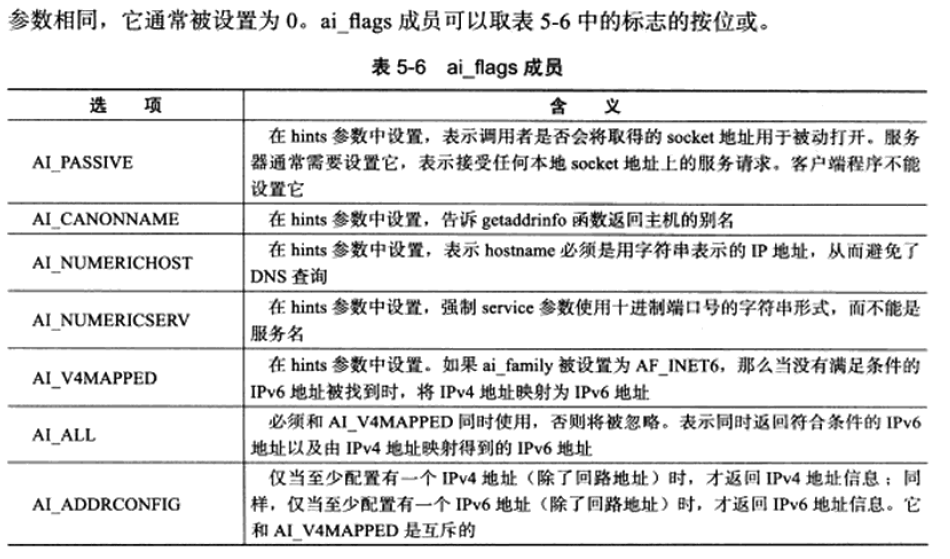 参数相同，它通常被设置为 0。ai_flags 成员可以取表 5-6 中的标志的按位或。
表 5-6 ai_flags 成员
选 项 含 义
在 hints 参数中设置，表示调用者是否会将取得的 socket 地址用于被动打开。服务
AI_PASSIVE 器通常需要设置它，表示接受任何本地 socket 地址上的服务请求。客户端程序不能
设置它
AI_CANONNAME 在 hints 参数中设置，告诉 getaddrinfo 函数返回主机的别名
AI_NUMERICHOST 在 hints 参数中设置，表示 hostname 必须是用字符串表示的 IP 地址，从而避免了
DNS 查询
AI_NUMERICSERV 在 hints 参数中设置，强制 service 参数使用十进制端口号的字符串形式，而不能是
服务名
AI_V4MAPPED 在 hints 参数中设置。如果 ai_family 被设置为 AF_INET6，那么当没有满足条件的
IPv6 地址被找到时，将 IPv4 地址映射为 IPv6 地址
AI_ALL 必须和 AI_V4MAPPED 同时使用，否则将被忽略。表示同时返回符合条件的 IPv6
地址以及由 IPv4 地址映射得到的 IPv6 地址
仅当至少配置有一个 IPv4 地址（除了回路地址）时，才返回 IPv4 地址信息；同
AI_ADDRCONFIG 样，仅当至少配置有一个 IPv6 地址（除了回路地址）时，才返回 IPv6 地址信息。它
和 AI_V4MAPPED 是互斥的